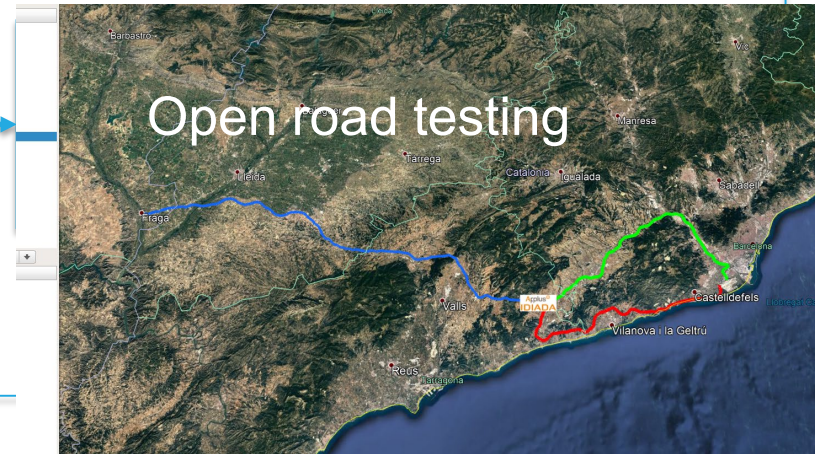 Barbastro
Vic
Open road testing
Manresa
Tàrrega
Lleida
Catalonia
Igualada
Sabadell
Fraga
Barcelona
Applus
IDIADA
Castelldefels
Valls
Vilanova i la Geltrú
Reus
Tarragona
+